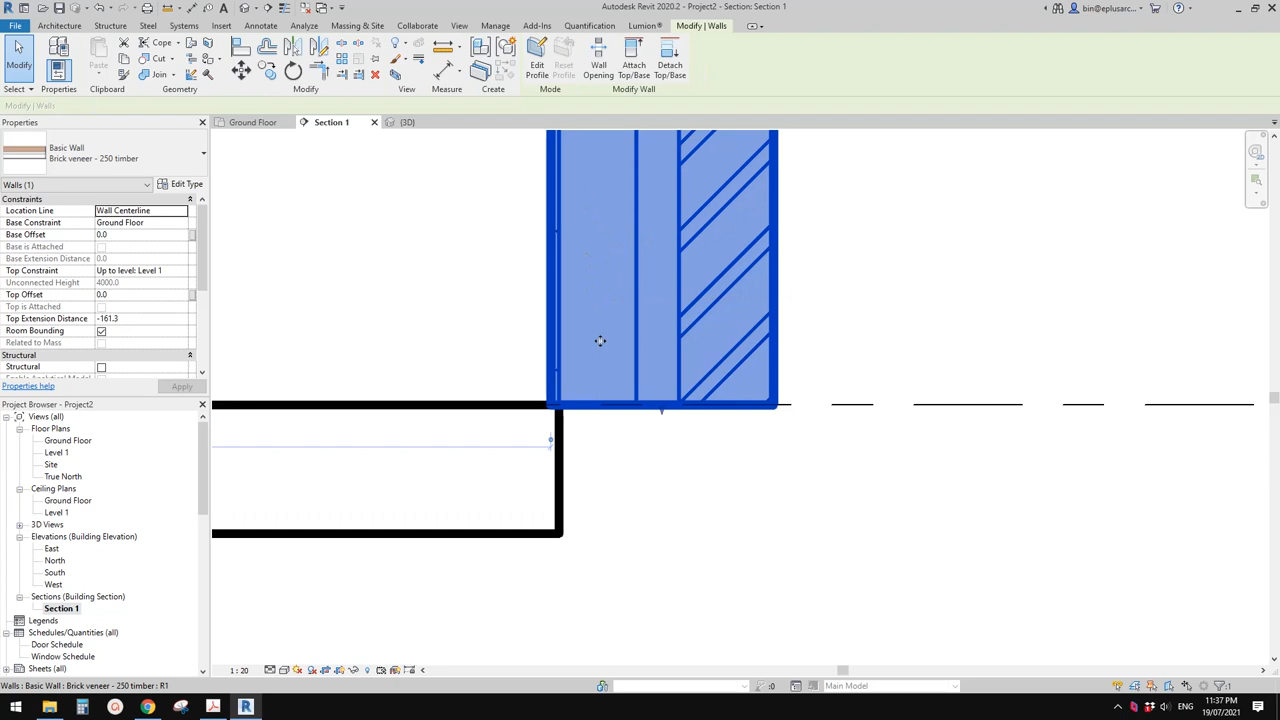 Autodesk Revit 2020.2 - Project2 - Section: Section 1
bin@eplusarc...
File Architecture Structure Steel Systems Insert Annotate Analyze Massing & Site Collaborate View Manage Add-Ins Quantification Lumion® Modify | Walls
Modify Paste Cope Cut Join Edit Profile Reset Profile Wall Opening Attach Top/Base Detach Top/Base
Select Properties Clipboard Geometry Modify View Measure Create Mode Modify Wall
Modify | Walls
Properties
Ground Floor Section 1 {3D}
Basic Wall
Brick veneer - 250 timber
Walls (1) Edit Type
Constraints
Location Line Wall Centerline
Base Constraint Ground Floor
Base Offset 0.0
Base is Attached
Base Extension Distance 0.0
Top Constraint Up to level: Level 1
Unconnected Height 4000.0
Top Offset 0.0
Top is Attached
Top Extension Distance -161.3
Room Bounding
Related to Mass
Structural
Structural
Properties help Apply
Project Browser - Project2
Views (all)
Floor Plans
Ground Floor
Level 1
Site
True North
Ceiling Plans
Ground Floor
Level 1
3D Views
Elevations (Building Elevation)
East
North
South
West
Sections (Building Section)
Section 1
Legends
Schedules/Quantities (all)
Door Schedule
Window Schedule
Sheets (all)
1 : 20
Walls : Basic Wall : Brick veneer - 250 timber : R1
:0
Main Model
:1
ENG
11:37 PM
19/07/2021